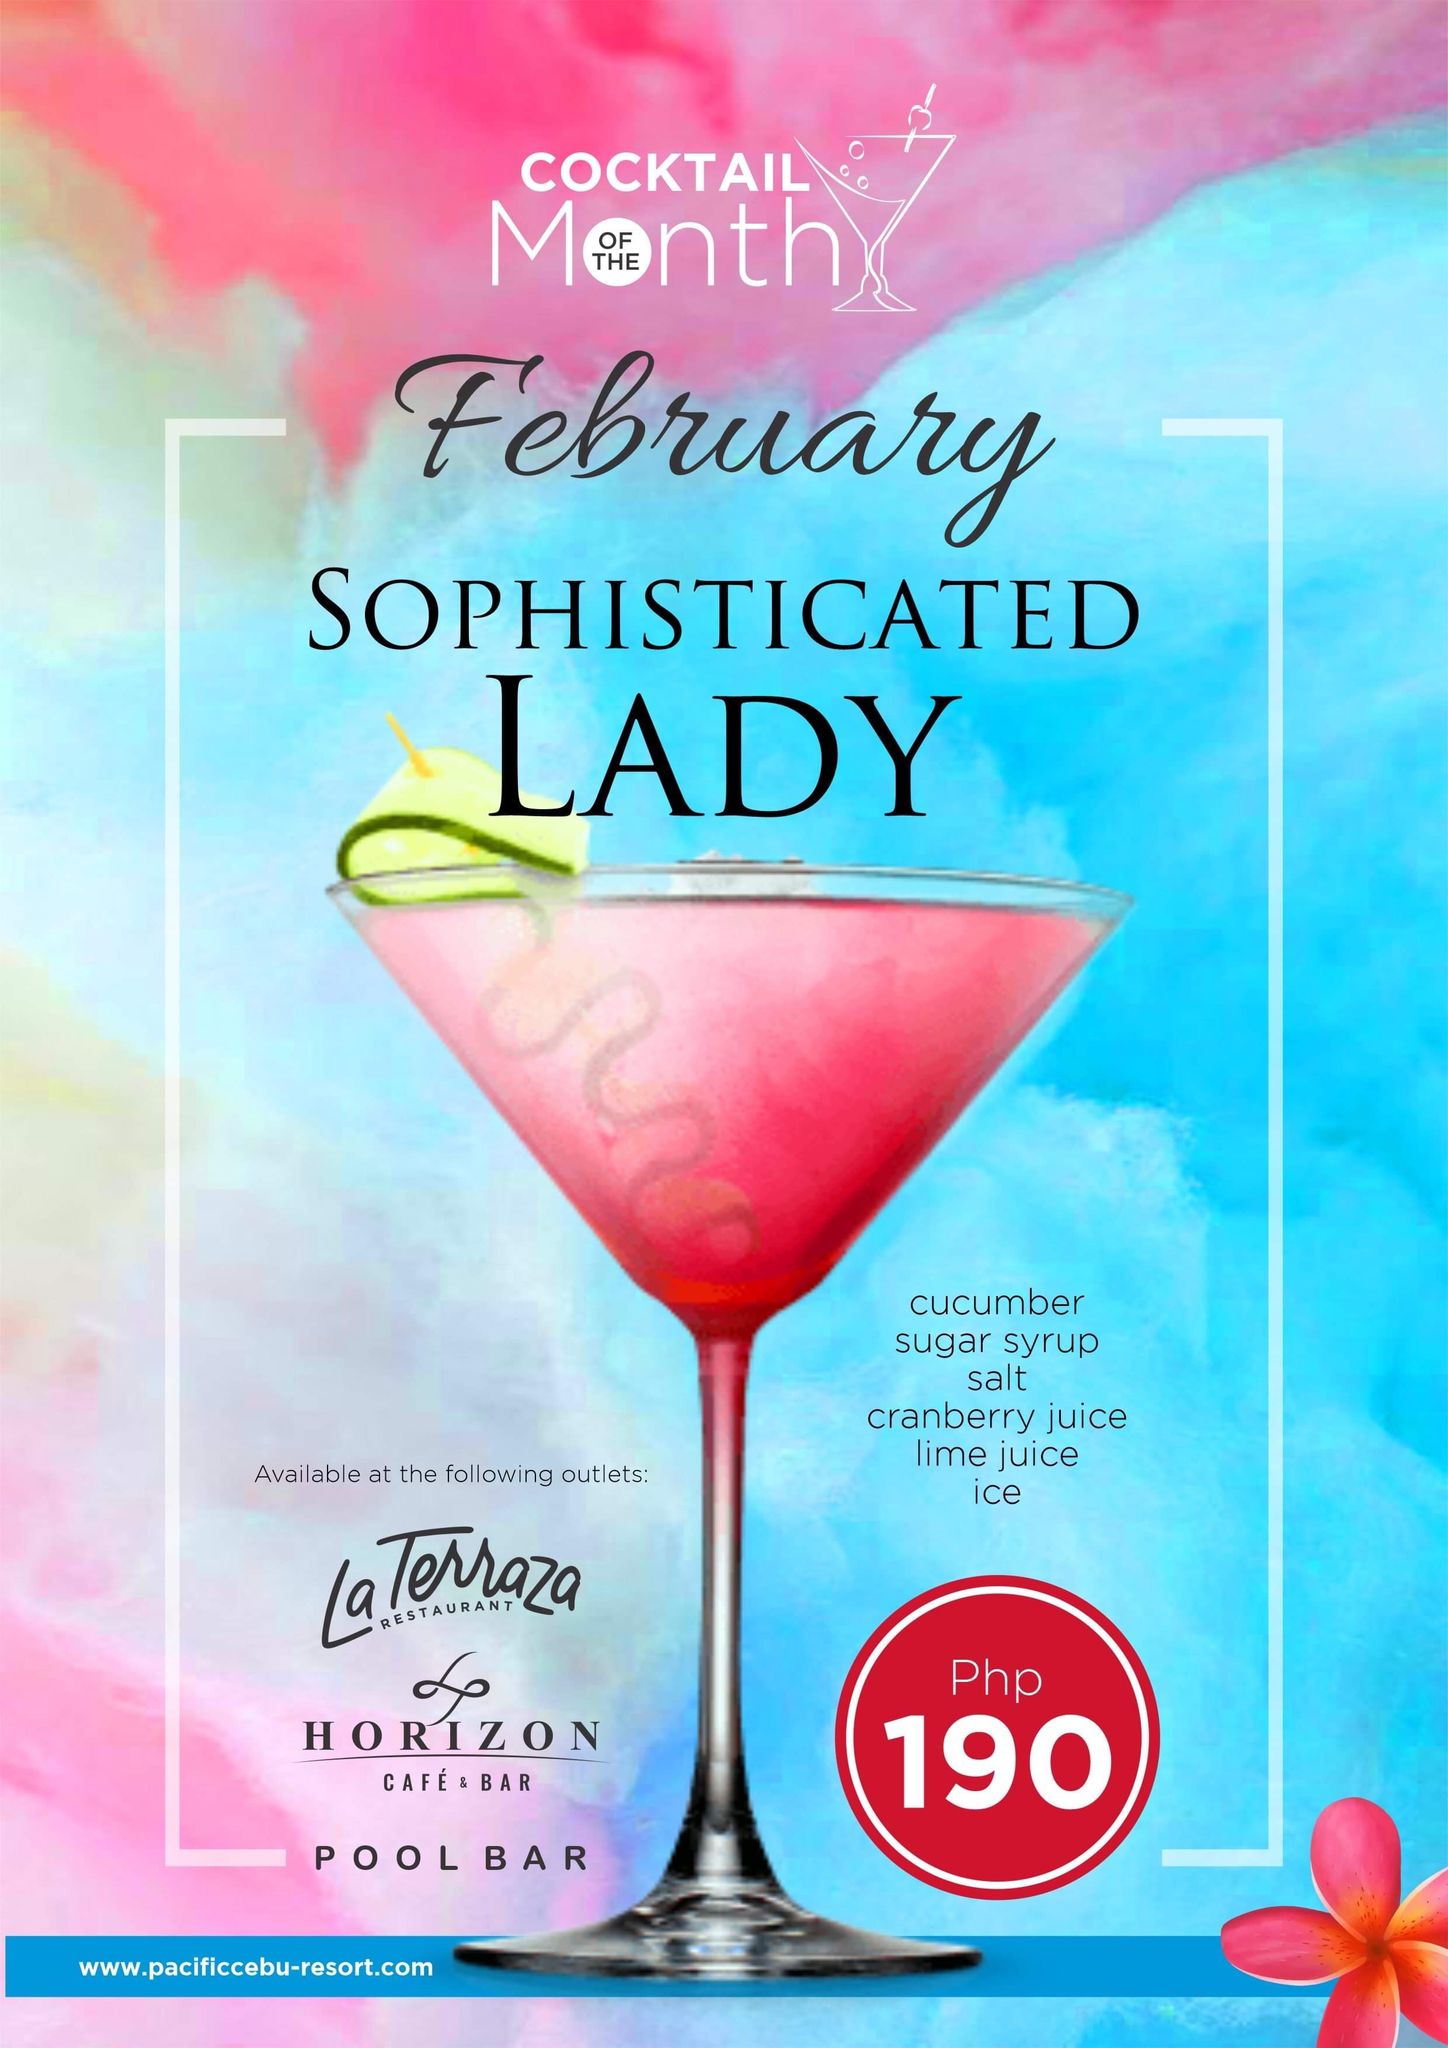 COCKTAIL
OF THE
Month
February
SOPHISTICATED
LADY
cucumber
sugar syrup
salt
cranberry juice
lime juice
ice
Available at the following outlets:
La Terraza
RESTAURANT
HORIZON
CAFÉ & BAR
POOL BAR
Php
190
www.pacificcebu-resort.com